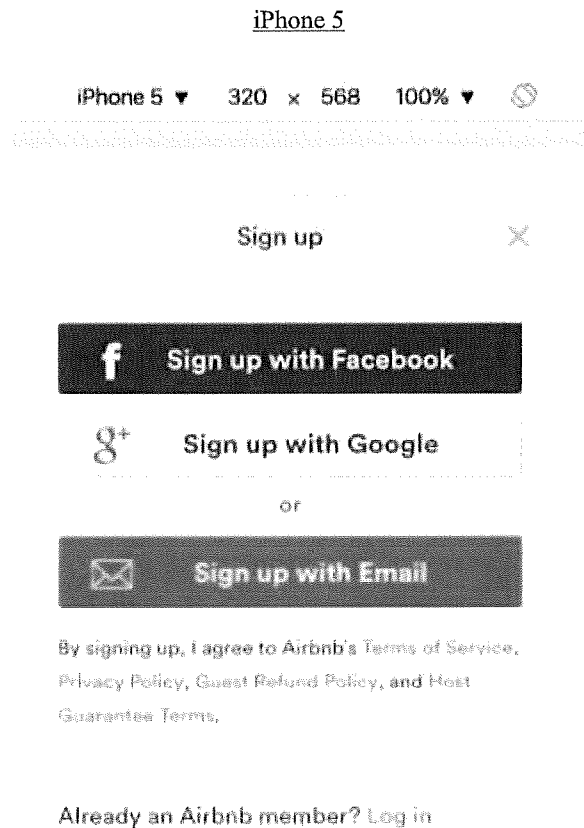 iPhone 5
iPhone 5 ▼ 320 × 568 100% ▼
Sign up ×
f Sign up with Facebook
g+ Sign up with Google
or
Sign up with Email
By signing up, I agree to Airbnb's Terms of Service,
Privacy Policy, Guest Refund Policy, and Host
Guarantee Terms.
Already an Airbnb member? Log in